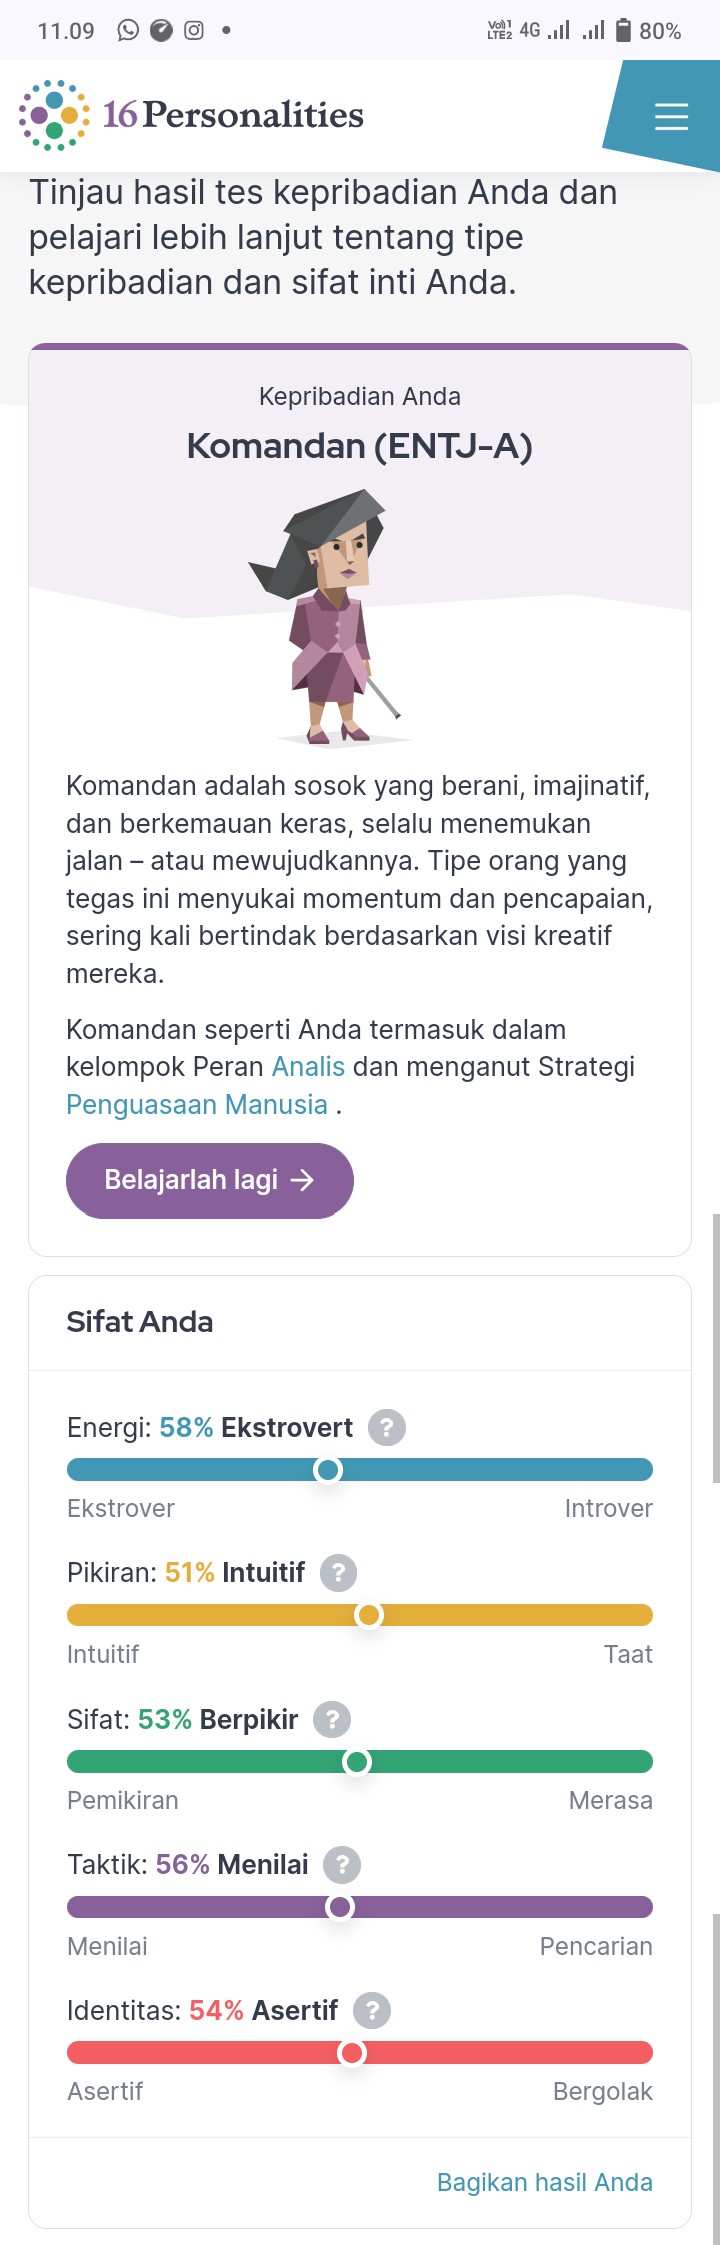 11.09
Vo)) 1
LTE2
4G
80%
16Personalities
Tinjau hasil tes kepribadian Anda dan
pelajari lebih lanjut tentang tipe
kepribadian dan sifat inti Anda.
Kepribadian Anda
Komandan (ENTJ-A)
Komandan adalah sosok yang berani, imajinatif,
dan berkemauan keras, selalu menemukan
jalan – atau mewujudkannya. Tipe orang yang
tegas ini menyukai momentum dan pencapaian,
sering kali bertindak berdasarkan visi kreatif
mereka.
Komandan seperti Anda termasuk dalam
kelompok Peran Analis dan menganut Strategi
Penguasaan Manusia .
Belajarlah lagi →
Sifat Anda
Energi: 58% Ekstrovert ?
Ekstrover Introver
Pikiran: 51% Intuitif ?
Intuitif Taat
Sifat: 53% Berpikir ?
Pemikiran Merasa
Taktik: 56% Menilai ?
Menilai Pencarian
Identitas: 54% Asertif ?
Asertif Bergolak
Bagikan hasil Anda